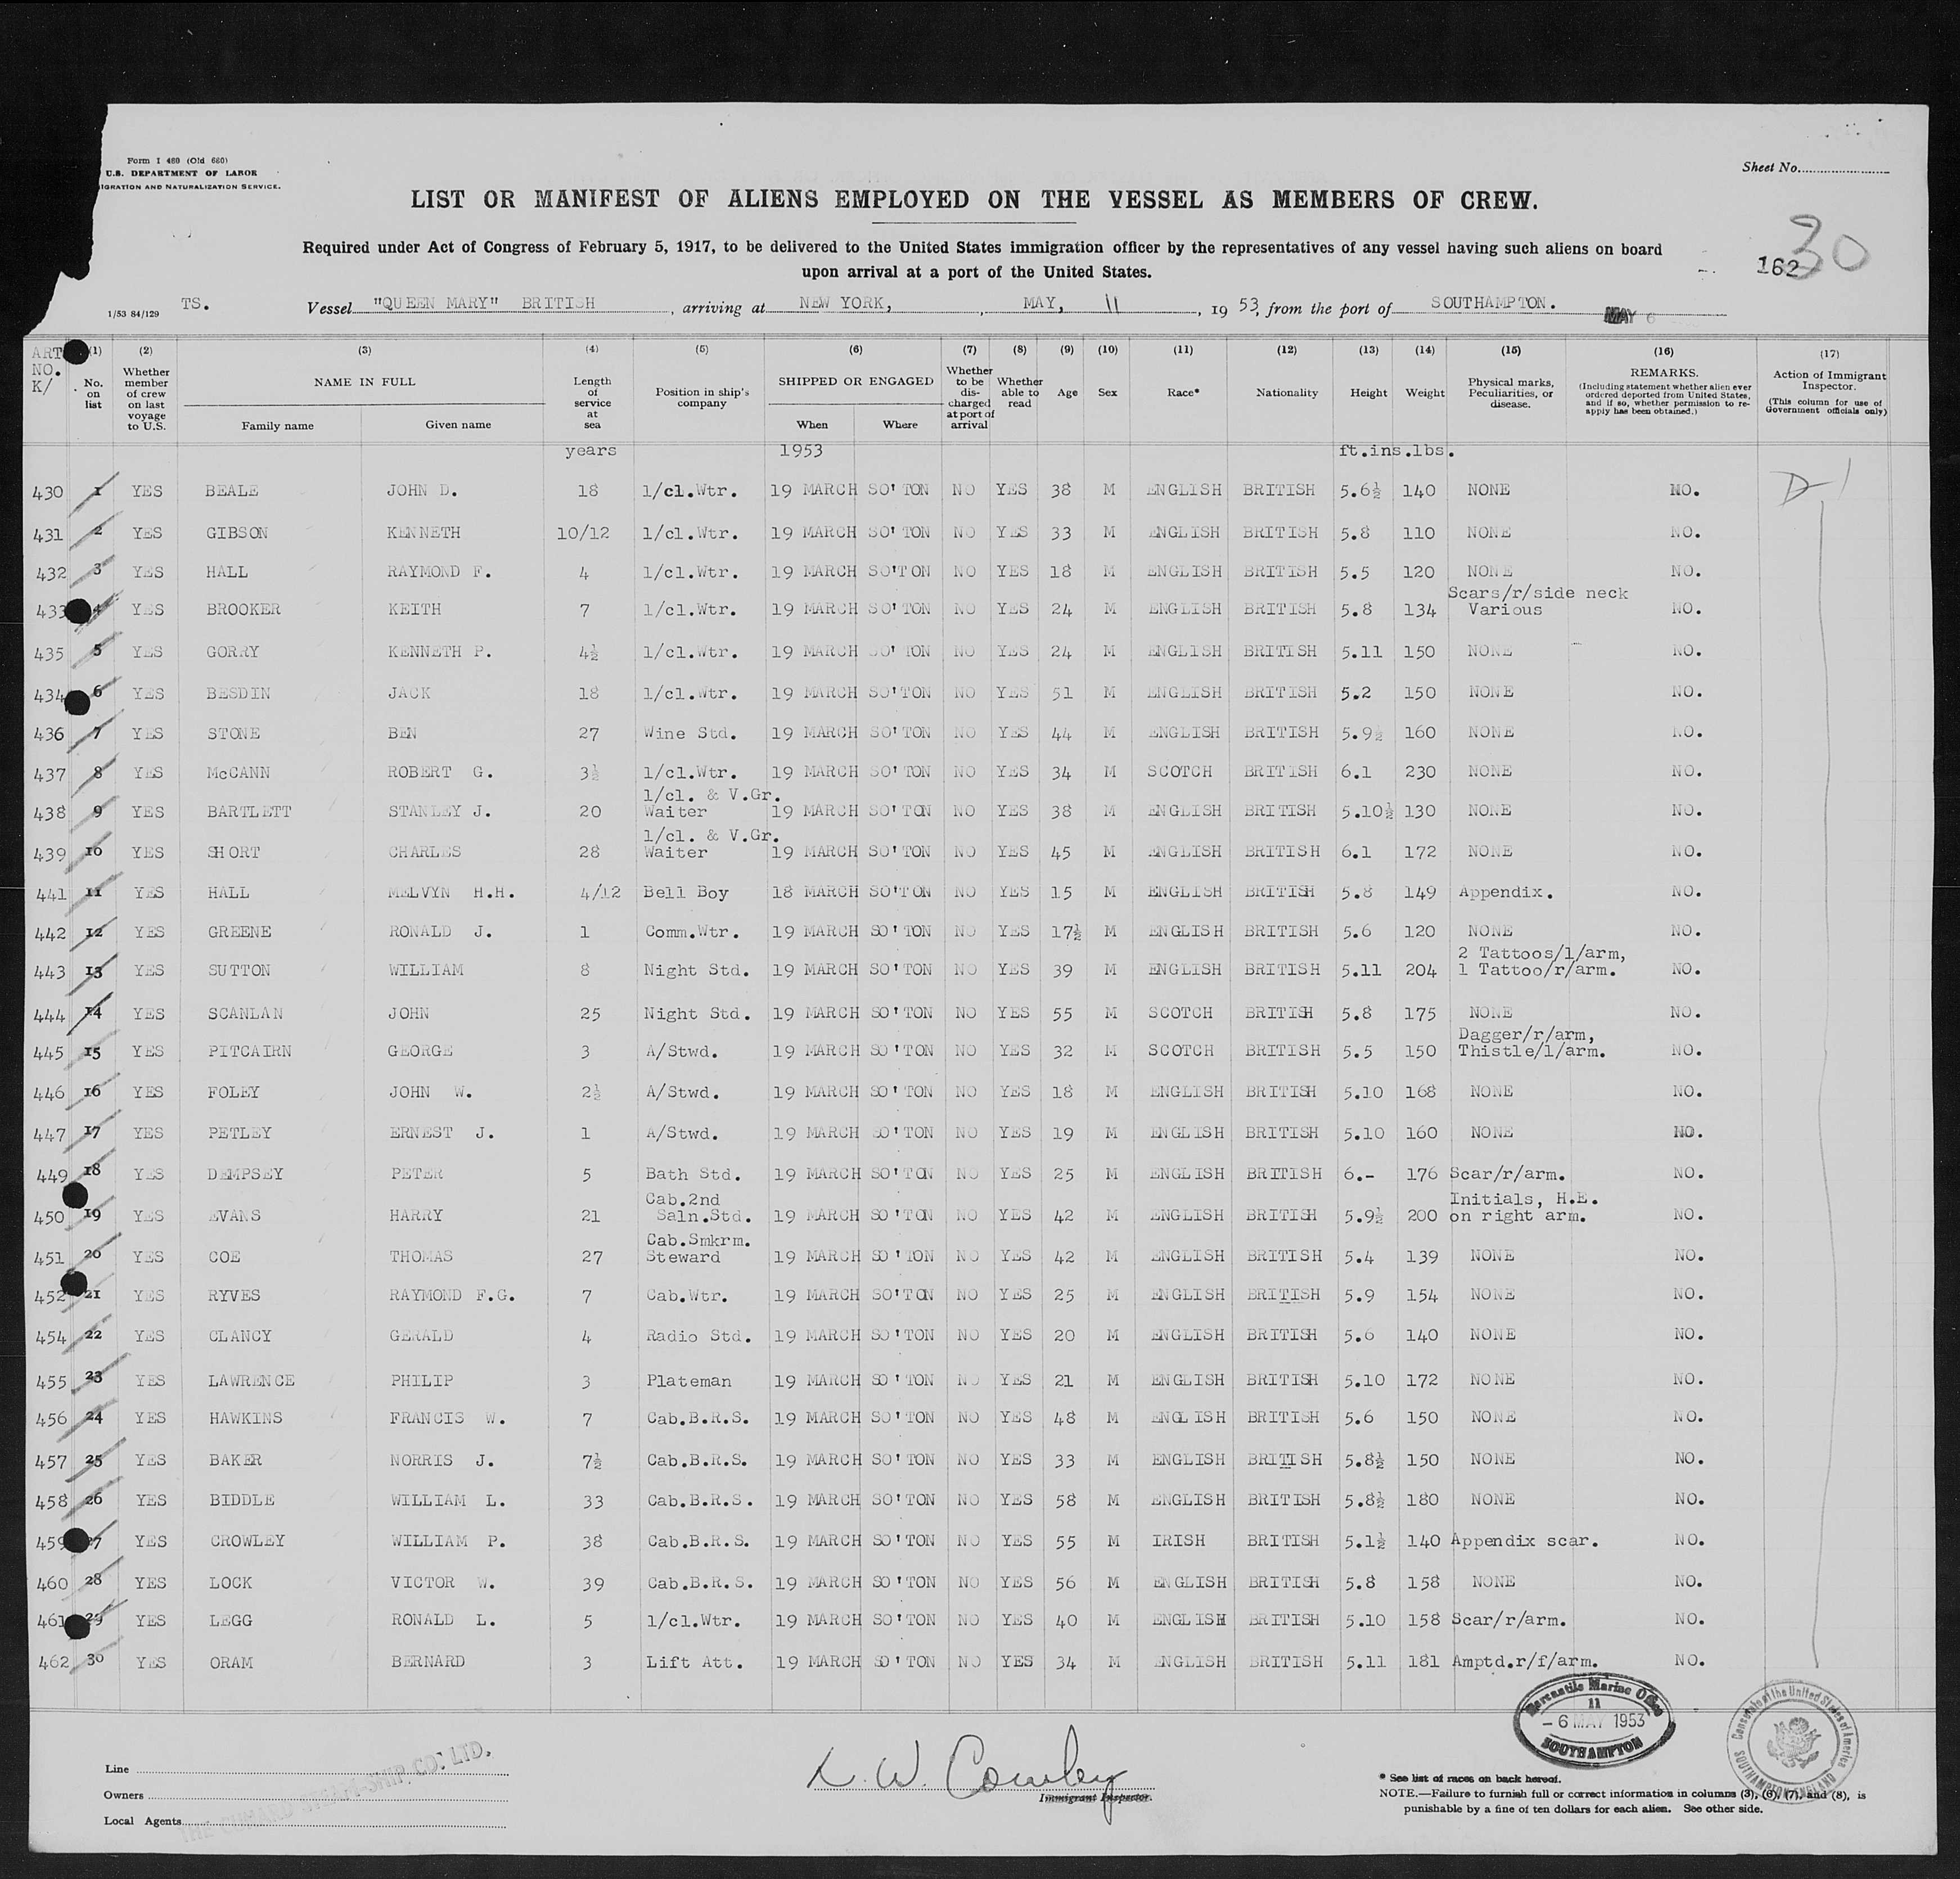 Form I 480 (Old 680)
U.S. DEPARTMENT OF LABOR
IGRATION AND NATURALIZATION SERVICE.
Sheet No.
LIST OR MANIFEST OF ALIENS EMPLOYED ON THE VESSEL AS MEMBERS OF CREW.
Required under Act of Congress of February 5, 1917, to be delivered to the United States immigration officer by the representatives of any vessel having such aliens on board
upon arrival at a port of the United States.
162 30
1/53 84/129 TS. Vessel "QUEEN MARY" BRITISH, arriving at NEW YORK, MAY, 11, 1953, from the port of SOUTHAMPTON.
MAY 6
ART NO. K/ (1) No. on list (2) Whether member of crew on last voyage to U.S. (3) NAME IN FULL Family name Given name (4) Length of service at sea (5) Position in ship's company (6) SHIPPED OR ENGAGED When Where (7) Whether to be discharged at port of arrival (8) Whether able to read (9) Age (10) Sex (11) Race* (12) Nationality (13) Height (14) Weight (15) Physical marks, Peculiarities, or disease. (16) REMARKS. (Including statement whether alien ever ordered deported from United States, and if so, whether permission to re-apply has been obtained.) (17) Action of Immigrant Inspector. (This column for use of Government officials only)
years 1953 ft.ins.lbs.
430 1 YES BEALE JOHN D. 18 1/cl.Wtr. 19 MARCH SO'TON NO YES 38 M ENGLISH BRITISH 5.6½ 140 NONE NO. D-1
431 2 YES GIBSON KENNETH 10/12 1/cl.Wtr. 19 MARCH SO'TON NO YES 33 M ENGLISH BRITISH 5.8 110 NONE NO.
432 3 YES HALL RAYMOND F. 4 1/cl.Wtr. 19 MARCH SO'TON NO YES 18 M ENGLISH BRITISH 5.5 120 NONE NO.
433 4 YES BROOKER KEITH 7 1/cl.Wtr. 19 MARCH SO'TON NO YES 24 M ENGLISH BRITISH 5.8 134 Scars/r/side neck Various NO.
435 5 YES GORRY KENNETH P. 4½ 1/cl.Wtr. 19 MARCH SO'TON NO YES 24 M ENGLISH BRITISH 5.11 150 NONE NO.
434 6 YES BESDIN JACK 18 1/cl.Wtr. 19 MARCH SO'TON NO YES 51 M ENGLISH BRITISH 5.2 150 NONE NO.
436 7 YES STONE BEN 27 Wine Std. 19 MARCH SO'TON NO YES 44 M ENGLISH BRITISH 5.9½ 160 NONE NO.
437 8 YES McCANN ROBERT G. 3½ 1/cl.Wtr. 19 MARCH SO'TON NO YES 34 M SCOTCH BRITISH 6.1 230 NONE NO.
438 9 YES BARTLETT STANLEY J. 20 1/cl. & V.Gr. Waiter 19 MARCH SO'TON NO YES 38 M ENGLISH BRITISH 5.10½ 130 NONE NO.
439 10 YES SHORT CHARLES 28 1/cl. & V.Gr. Waiter 19 MARCH SO'TON NO YES 45 M ENGLISH BRITISH 6.1 172 NONE NO.
441 11 YES HALL MELVYN H.H. 4/12 Bell Boy 18 MARCH SO'TON NO YES 15 M ENGLISH BRITISH 5.8 149 Appendix. NO.
442 12 YES GREENE RONALD J. 1 Comm.Wtr. 19 MARCH SO'TON NO YES 17½ M ENGLISH BRITISH 5.6 120 NONE NO.
443 13 YES SUTTON WILLIAM 8 Night Std. 19 MARCH SO'TON NO YES 39 M ENGLISH BRITISH 5.11 204 2 Tattoos/l/arm, 1 Tattoo/r/arm. NO.
444 14 YES SCANLAN JOHN 25 Night Std. 19 MARCH SO'TON NO YES 55 M SCOTCH BRITISH 5.8 175 NONE NO.
445 15 YES PITCAIRN GEORGE 3 A/Stwd. 19 MARCH SO'TON NO YES 32 M SCOTCH BRITISH 5.5 150 Dagger/r/arm, Thistle/l/arm. NO.
446 16 YES FOLEY JOHN W. 2½ A/Stwd. 19 MARCH SO'TON NO YES 18 M ENGLISH BRITISH 5.10 168 NONE NO.
447 17 YES PETLEY ERNEST J. 1 A/Stwd. 19 MARCH SO'TON NO YES 19 M ENGLISH BRITISH 5.10 160 NONE NO.
449 18 YES DEMPSEY PETER 5 Bath Std. 19 MARCH SO'TON NO YES 25 M ENGLISH BRITISH 6.- 176 Scar/r/arm. NO.
450 19 YES EVANS HARRY 21 Cab.2nd Saln.Std. 19 MARCH SO'TON NO YES 42 M ENGLISH BRITISH 5.9½ 200 Initials, H.E. on right arm. NO.
451 20 YES COE THOMAS 27 Cab.Smkrm. Steward 19 MARCH SO'TON NO YES 42 M ENGLISH BRITISH 5.4 139 NONE NO.
452 21 YES RYVES RAYMOND F.G. 7 Cab.Wtr. 19 MARCH SO'TON NO YES 25 M ENGLISH BRITISH 5.9 154 NONE NO.
454 22 YES CLANCY GERALD 4 Radio Std. 19 MARCH SO'TON NO YES 20 M ENGLISH BRITISH 5.6 140 NONE NO.
455 23 YES LAWRENCE PHILIP 3 Plateman 19 MARCH SO'TON NO YES 21 M ENGLISH BRITISH 5.10 172 NONE NO.
456 24 YES HAWKINS FRANCIS W. 7 Cab.B.R.S. 19 MARCH SO'TON NO YES 48 M ENGLISH BRITISH 5.6 150 NONE NO.
457 25 YES BAKER NORRIS J. 7½ Cab.B.R.S. 19 MARCH SO'TON NO YES 33 M ENGLISH BRITISH 5.8½ 150 NONE NO.
458 26 YES BIDDLE WILLIAM L. 33 Cab.B.R.S. 19 MARCH SO'TON NO YES 58 M ENGLISH BRITISH 5.8½ 180 NONE NO.
459 27 YES CROWLEY WILLIAM P. 38 Cab.B.R.S. 19 MARCH SO'TON NO YES 55 M IRISH BRITISH 5.1½ 140 Appendix scar. NO.
460 28 YES LOCK VICTOR W. 39 Cab.B.R.S. 19 MARCH SO'TON NO YES 56 M ENGLISH BRITISH 5.8 158 NONE NO.
461 29 YES LEGG RONALD L. 5 1/cl.Wtr. 19 MARCH SO'TON NO YES 40 M ENGLISH BRITISH 5.10 158 Scar/r/arm. NO.
462 30 YES ORAM BERNARD 3 Lift Att. 19 MARCH SO'TON NO YES 34 M ENGLISH BRITISH 5.11 181 Amptd.r/f/arm. NO.
Mercantile Marine Office
11
- 6 MAY 1953
SOUTHAMPTON
Consulate of the United States of America
SOUTHAMPTON ENGLAND
Line
Owners
Local Agents
THE CUNARD STEAM-SHIP CO: LTD.
Immigrant Inspector.
* See list of races on back hereof.
NOTE.—Failure to furnish full or correct information in columns (3), (6), (7), and (8), is
punishable by a fine of ten dollars for each alien. See other side.